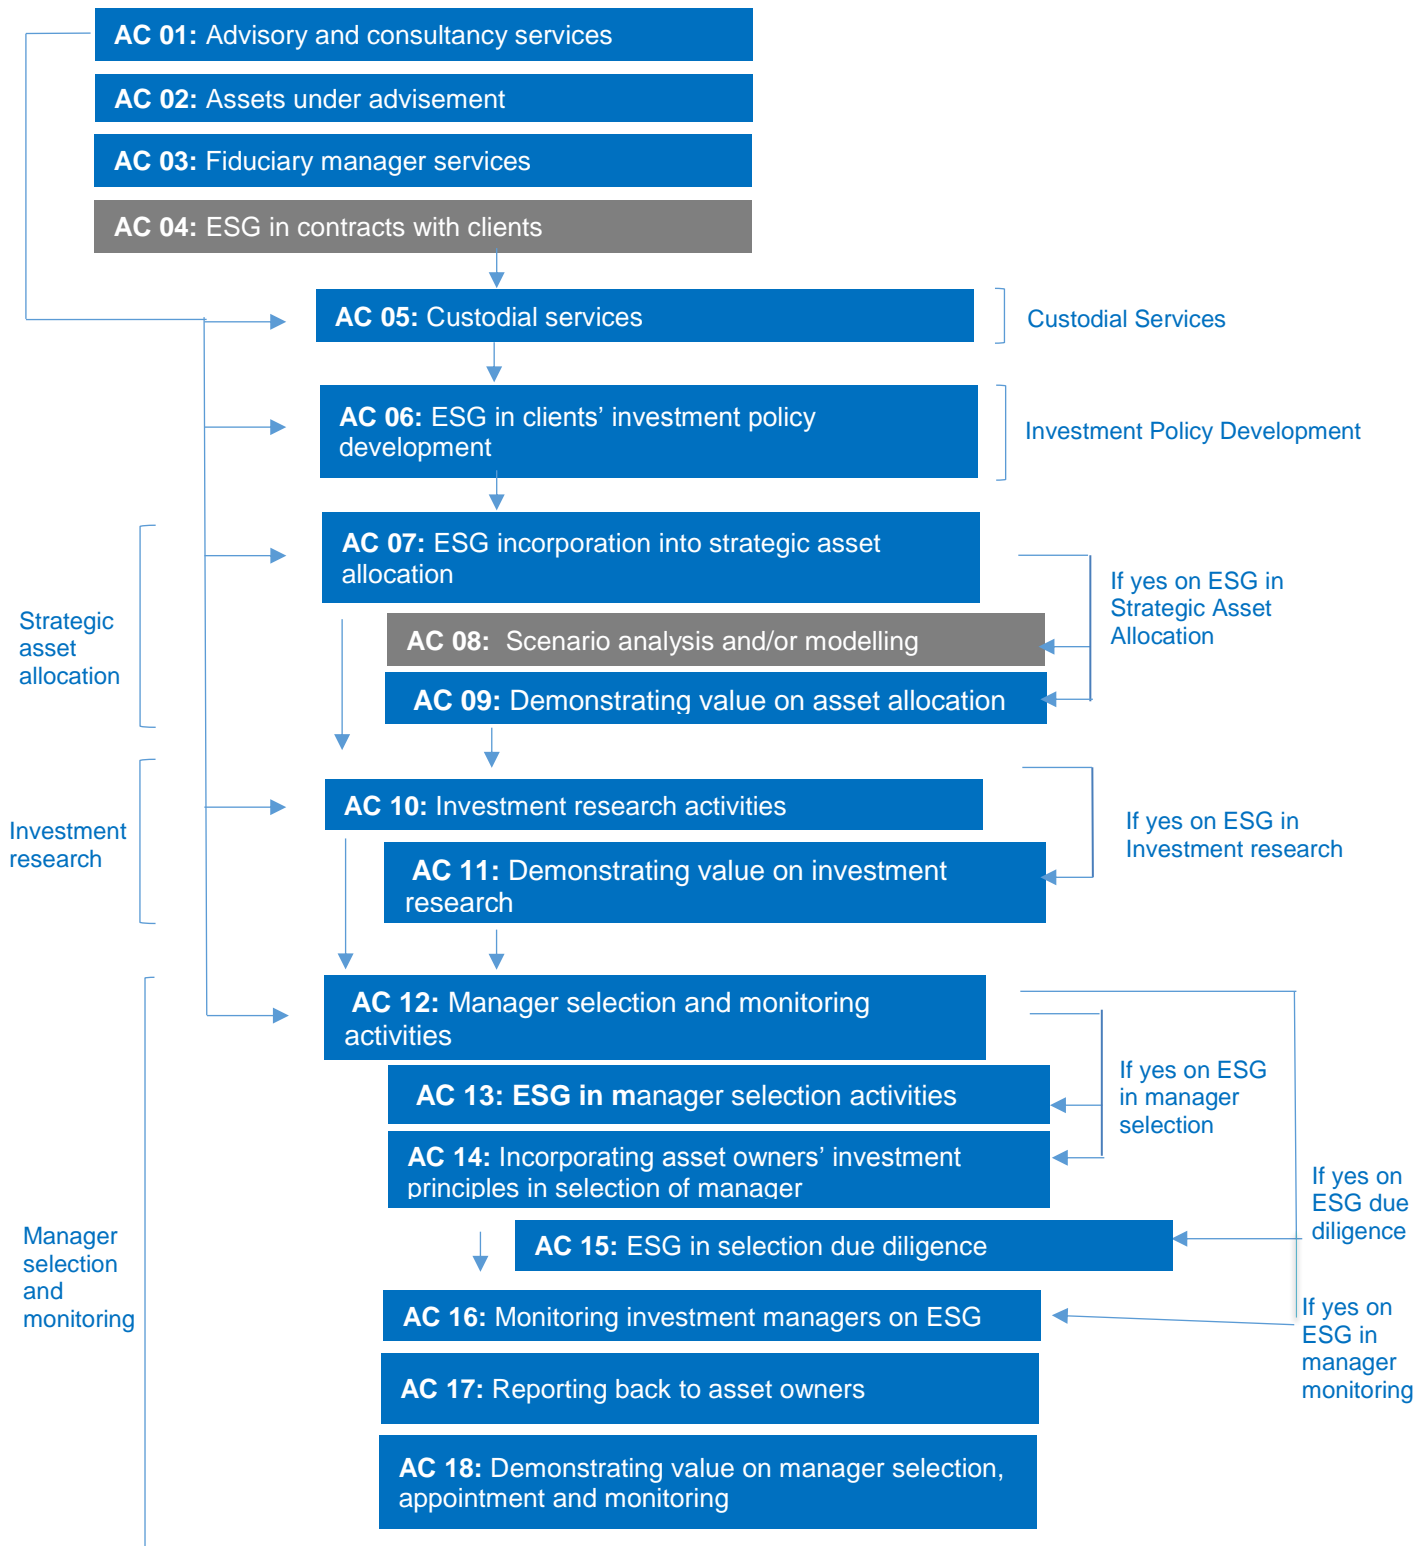 AC 01: Advisory and consultancy services
AC 02: Assets under advisement
AC 03: Fiduciary manager services
AC 04: ESG in contracts with clients
AC 05: Custodial services
Custodial Services
AC 06: ESG in clients’ investment policy
development
Investment Policy Development
Strategic
asset
allocation
AC 07: ESG incorporation into strategic asset
allocation
If yes on ESG in
Strategic Asset
Allocation
AC 08: Scenario analysis and/or modelling
AC 09: Demonstrating value on asset allocation
Investment
research
AC 10: Investment research activities
If yes on ESG in
Investment research
AC 11: Demonstrating value on investment
research
Manager
selection
and
monitoring
AC 12: Manager selection and monitoring
activities
If yes on ESG
in manager
selection
AC 13: ESG in manager selection activities
AC 14: Incorporating asset owners’ investment
principles in selection of manager
If yes on
ESG due
diligence
AC 15: ESG in selection due diligence
AC 16: Monitoring investment managers on ESG
If yes on
ESG in
manager
monitoring
AC 17: Reporting back to asset owners
AC 18: Demonstrating value on manager selection,
appointment and monitoring